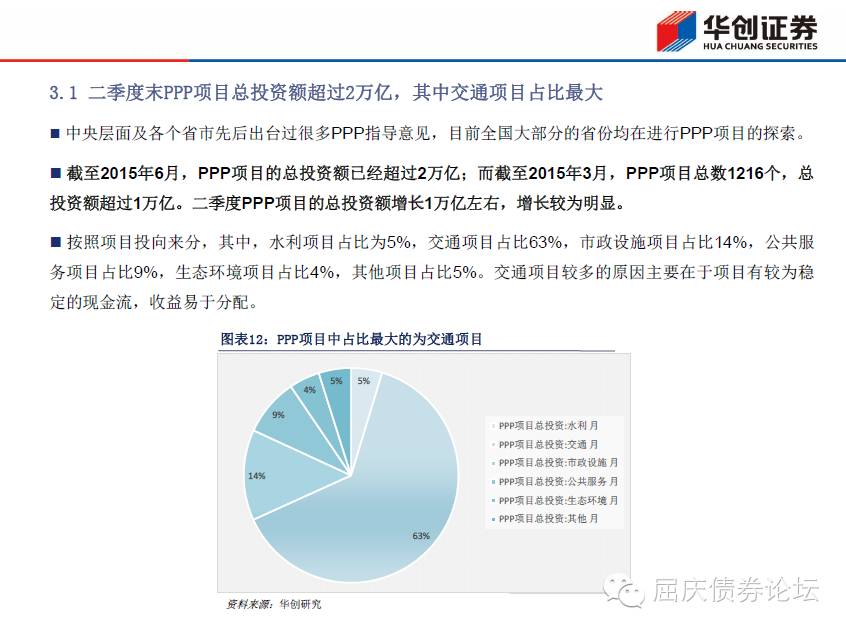 华创证券
HUA CHUANG SECURITIES
3.1 二季度末PPP项目总投资额超过2万亿，其中交通项目占比最大
■ 中央层面及各个省市先后出台过很多PPP指导意见，目前全国大部分的省份均在进行PPP项目的探索。
■ 截至2015年6月，PPP项目的总投资额已经超过2万亿；而截至2015年3月，PPP项目总数1216个，总
投资额超过1万亿。二季度PPP项目的总投资额增长1万亿左右，增长较为明显。
■ 按照项目投向来分，其中，水利项目占比为5%，交通项目占比63%，市政设施项目占比14%，公共服
务项目占比9%，生态环境项目占比4%，其他项目占比5%。交通项目较多的原因主要在于项目有较为稳
定的现金流，收益易于分配。
图表12：PPP项目中占比最大的为交通项目
5%
5%
4%
9%
14%
63%
PPP项目总投资:水利 月
PPP项目总投资:交通 月
PPP项目总投资:市政设施 月
PPP项目总投资:公共服务 月
PPP项目总投资:生态环境 月
PPP项目总投资:其他 月
资料来源：华创研究
屈庆债券论坛